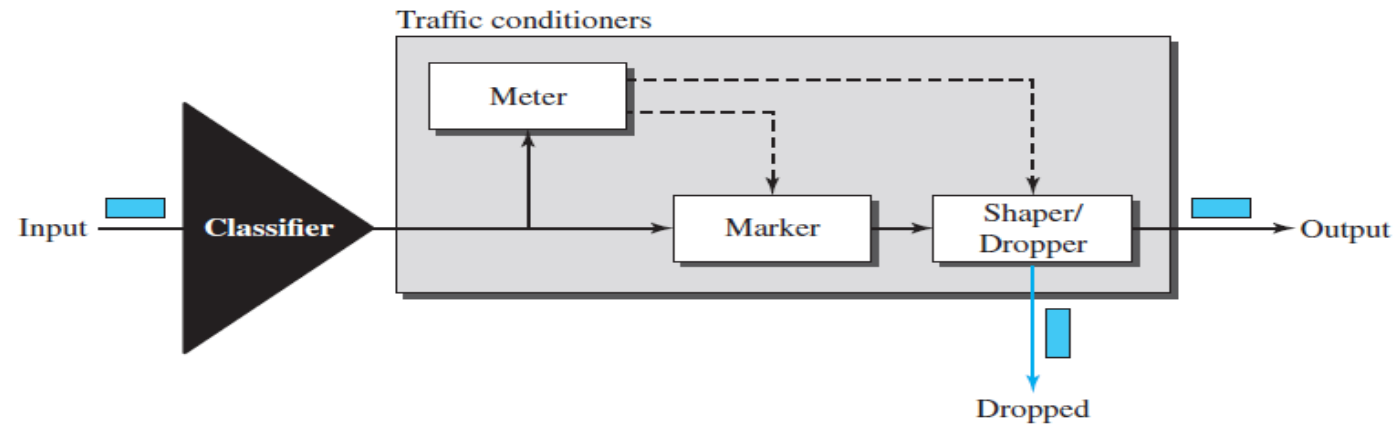 Traffic conditioners
Meter
Input
Classifier
Marker
Shaper/
Dropper
Output
Dropped